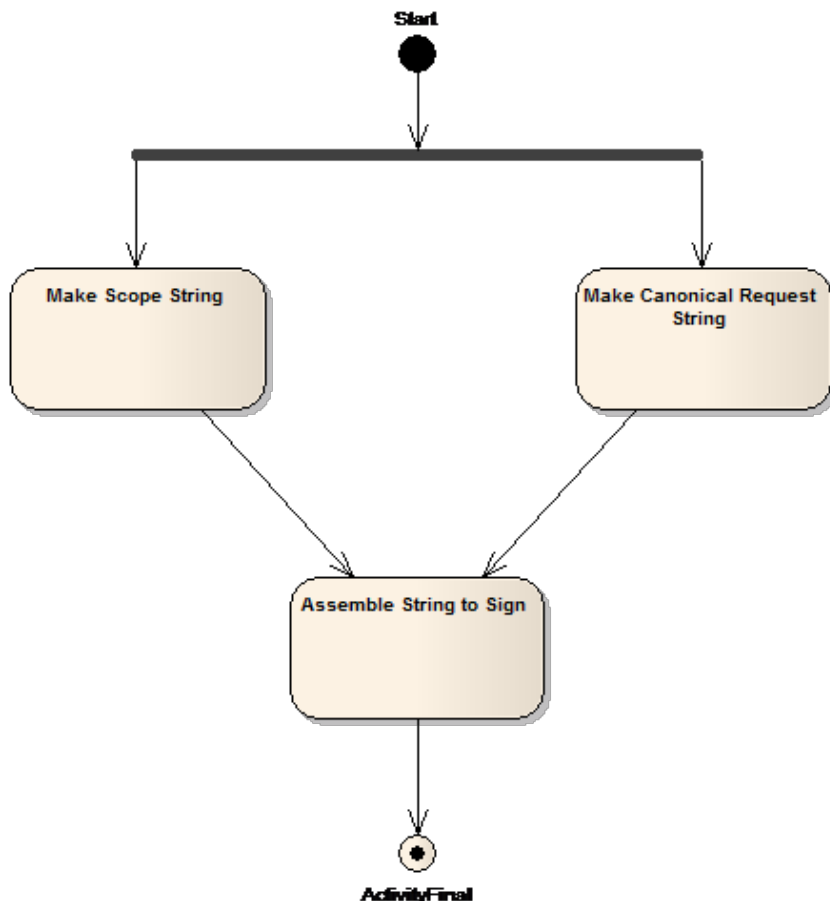 Start
Make Scope String
Make Canonical Request
String
Assemble String to Sign
ActivityFinal